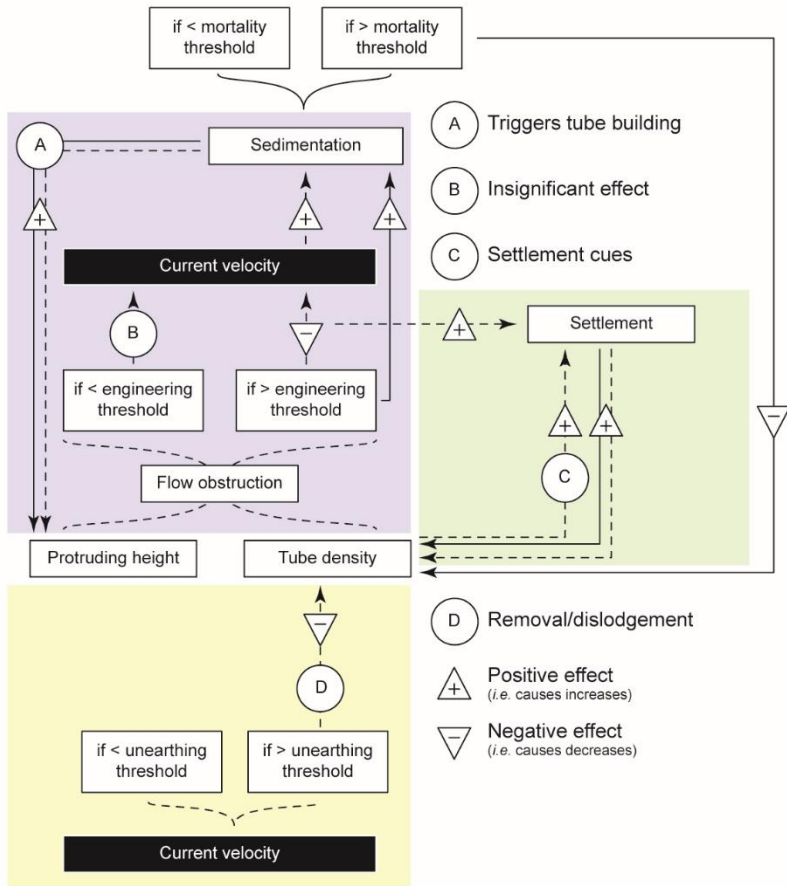 if < mortality
threshold
if > mortality
threshold
A
Sedimentation
A
Triggers tube building
+
+
+
B
Insignificant effect
Current velocity
C
Settlement cues
B
−
+
Settlement
if < engineering
threshold
if > engineering
threshold
+
+
−
C
Flow obstruction
Protruding height
Tube density
−
D
Removal/dislodgement
D
+
Positive effect
(i.e. causes increases)
−
Negative effect
(i.e. causes decreases)
if < unearthing
threshold
if > unearthing
threshold
Current velocity